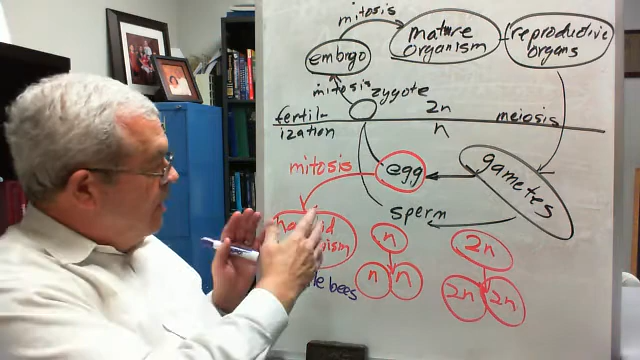 mitosis
mature
organism
reproductive
organs
embryo
mitosis
zygote
2n
fertil-
ization
n
meiosis
mitosis
egg
gametes
sperm
n
2n
n n
2n 2n
bees